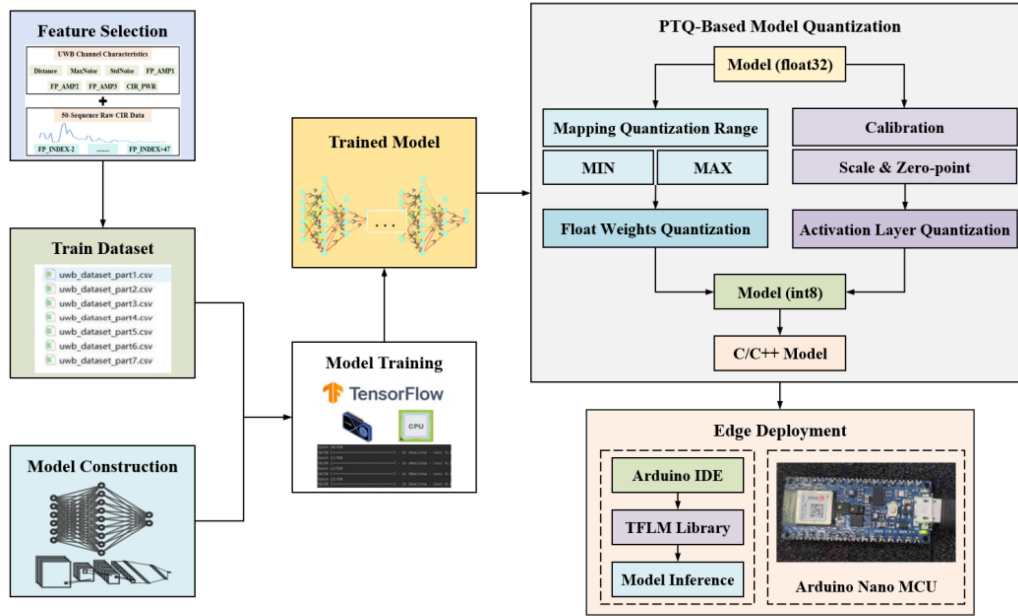 Feature Selection
UWB Channel Characteristics
Distance MaxNoise StdNoise FP_AMP1
FP_AMP2 FP_AMP3 CIR_PWR
+
50-Sequence Raw CIR Data
FP_INDEX-2 ...... FP_INDEX+47
Train Dataset
uwb_dataset_part1.csv
uwb_dataset_part2.csv
uwb_dataset_part3.csv
uwb_dataset_part4.csv
uwb_dataset_part5.csv
uwb_dataset_part6.csv
uwb_dataset_part7.csv
Model Construction
Trained Model
...
Model Training
TensorFlow
CPU
PTQ-Based Model Quantization
Model (float32)
Mapping Quantization Range
MIN MAX
Float Weights Quantization
Calibration
Scale & Zero-point
Activation Layer Quantization
Model (int8)
C/C++ Model
Edge Deployment
Arduino IDE
TFLM Library
Model Inference
Arduino Nano MCU